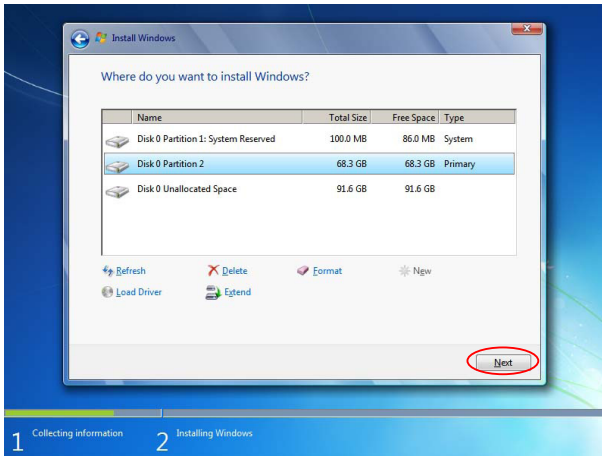 Install Windows
Where do you want to install Windows?
Name Total Size Free Space Type
Disk 0 Partition 1: System Reserved 100.0 MB 86.0 MB System
Disk 0 Partition 2 68.3 GB 68.3 GB Primary
Disk 0 Unallocated Space 91.6 GB 91.6 GB
Refresh Delete Format New
Load Driver Extend
Next
1 Collecting information 2 Installing Windows